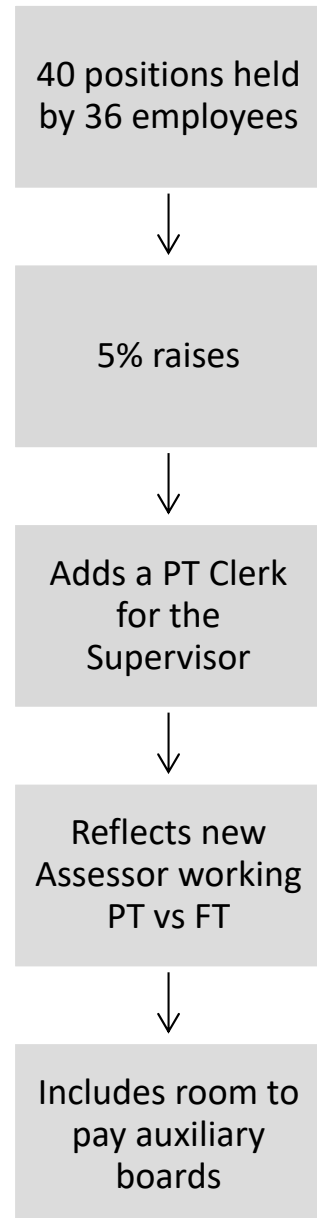 40 positions held
by 36 employees
5% raises
Adds a PT Clerk
for the
Supervisor
Reflects new
Assessor working
PT vs FT
Includes room to
pay auxiliary
boards